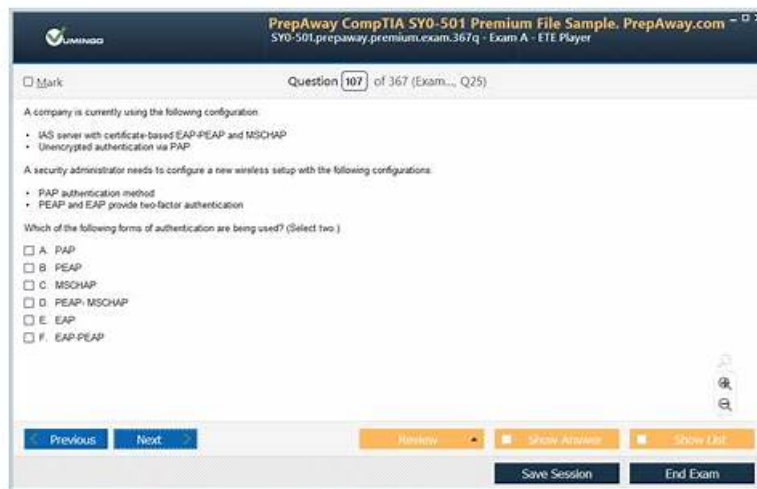 PrepAway CompTIA SY0-501 Premium File Sample. PrepAway.com
VUMINGO
SY0-501.prepaway.premium.exam.367q - Exam A - ETE Player
Mark
Question 107 of 367 (Exam..., Q25)
A company is currently using the following configuration:
• IAS server with certificate-based EAP-PEAP and MSCHAP
• Unencrypted authentication via PAP
A security administrator needs to configure a new wireless setup with the following configurations:
• PAP authentication method
• PEAP and EAP provide two-factor authentication
Which of the following forms of authentication are being used? (Select two.)
A. PAP
B. PEAP
C. MSCHAP
D. PEAP- MSCHAP
E. EAP
F. EAP-PEAP
Previous
Next
Review
Show Answer
Show List
Save Session
End Exam